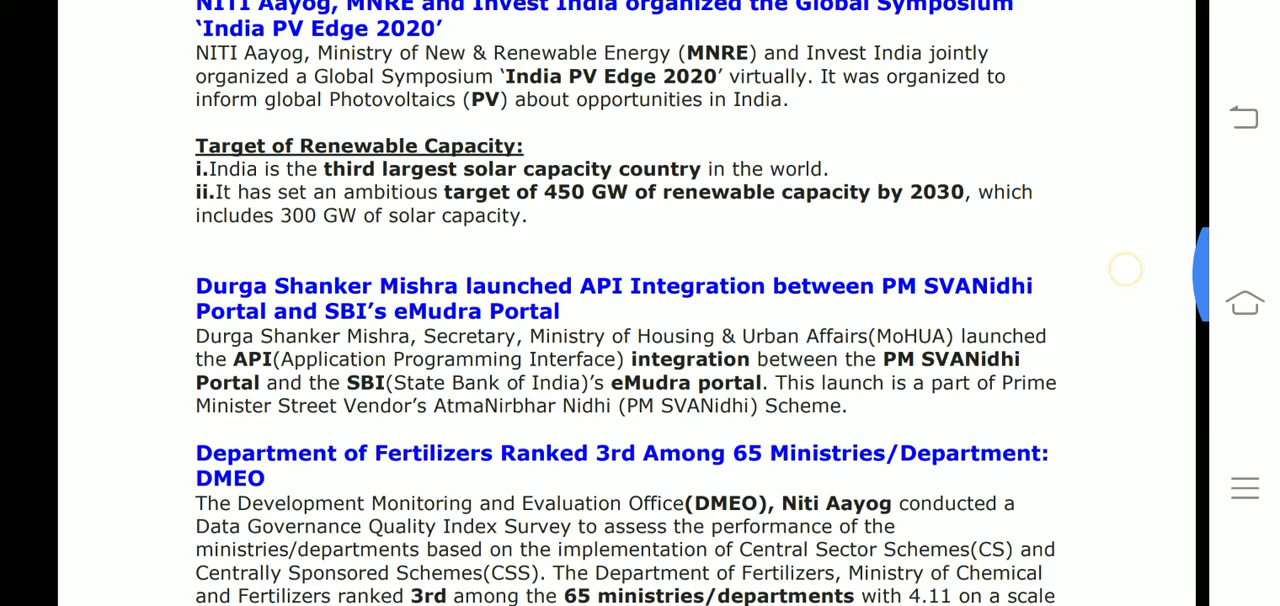 NITI Aayog, MNRE and Invest India organized the Global Symposium
‘India PV Edge 2020’
NITI Aayog, Ministry of New & Renewable Energy (MNRE) and Invest India jointly
organized a Global Symposium ‘India PV Edge 2020’ virtually. It was organized to
inform global Photovoltaics (PV) about opportunities in India.
Target of Renewable Capacity:
i.India is the third largest solar capacity country in the world.
ii.It has set an ambitious target of 450 GW of renewable capacity by 2030, which
includes 300 GW of solar capacity.
Durga Shanker Mishra launched API Integration between PM SVANidhi
Portal and SBI’s eMudra Portal
Durga Shanker Mishra, Secretary, Ministry of Housing & Urban Affairs(MoHUA) launched
the API(Application Programming Interface) integration between the PM SVANidhi
Portal and the SBI(State Bank of India)’s eMudra portal. This launch is a part of Prime
Minister Street Vendor’s AtmaNirbhar Nidhi (PM SVANidhi) Scheme.
Department of Fertilizers Ranked 3rd Among 65 Ministries/Department:
DMEO
The Development Monitoring and Evaluation Office(DMEO), Niti Aayog conducted a
Data Governance Quality Index Survey to assess the performance of the
ministries/departments based on the implementation of Central Sector Schemes(CS) and
Centrally Sponsored Schemes(CSS). The Department of Fertilizers, Ministry of Chemical
and Fertilizers ranked 3rd among the 65 ministries/departments with 4.11 on a scale